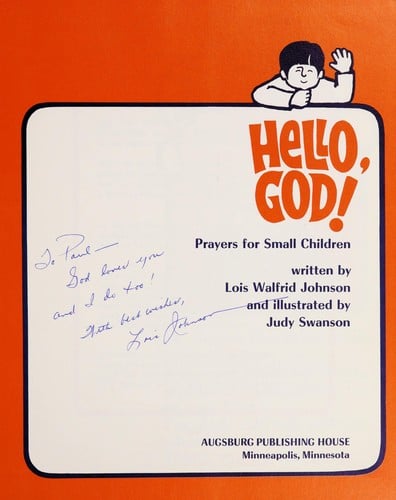 HELLO,
GOD!
Prayers for Small Children
written by
Lois Walfrid Johnson
and illustrated by
Judy Swanson
To Paul—
God loves you
and I do too!
With best wishes,
Lois Johnson
AUGSBURG PUBLISHING HOUSE
Minneapolis, Minnesota